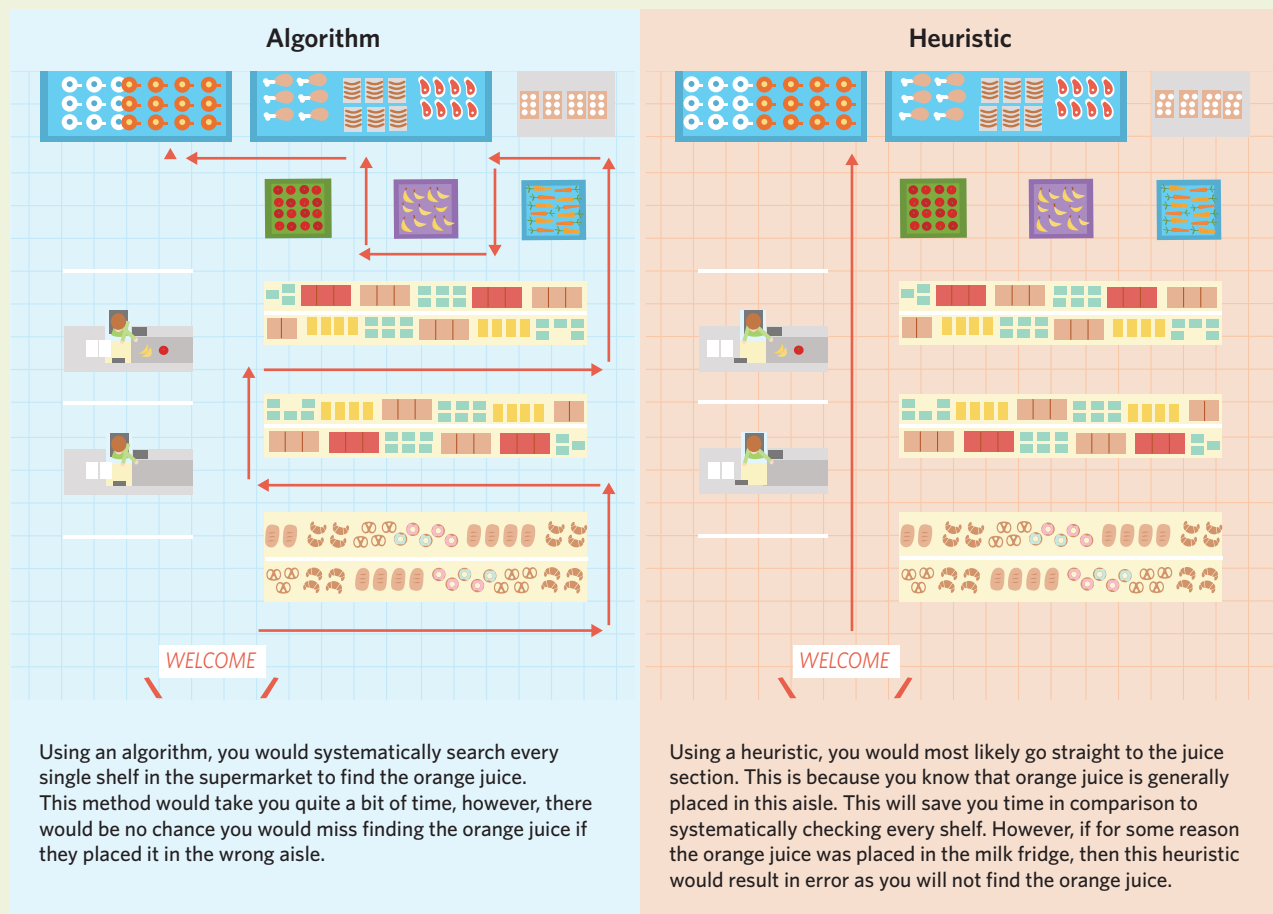 Algorithm
WELCOME
Using an algorithm, you would systematically search every
single shelf in the supermarket to find the orange juice.
This method would take you quite a bit of time, however, there
would be no chance you would miss finding the orange juice if
they placed it in the wrong aisle.
Heuristic
WELCOME
Using a heuristic, you would most likely go straight to the juice
section. This is because you know that orange juice is generally
placed in this aisle. This will save you time in comparison to
systematically checking every shelf. However, if for some reason
the orange juice was placed in the milk fridge, then this heuristic
would result in error as you will not find the orange juice.